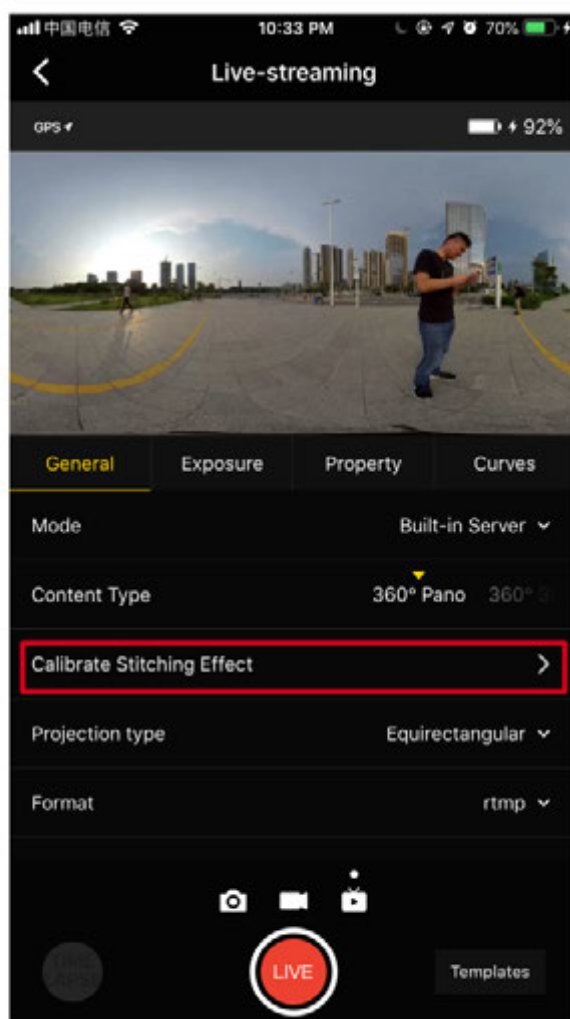 中国电信 10:33 PM 70%
Live-streaming
GPS 92%
General Exposure Property Curves
Mode Built-in Server
Content Type 360° Pano 360°
Calibrate Stitching Effect
Projection type Equirectangular
Format rtmp
LIVE Templates